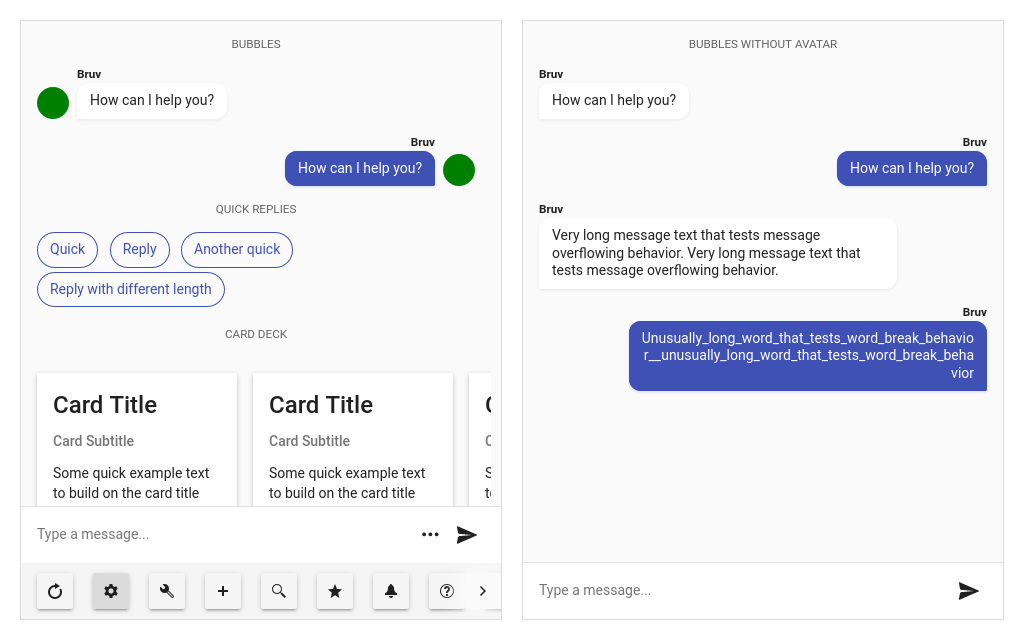 BUBBLES
Bruv
How can I help you?
Bruv
How can I help you?
QUICK REPLIES
Quick
Reply
Another quick
Reply with different length
CARD DECK
Card Title
Card Subtitle
Some quick example text
to build on the card title
Card Title
Card Subtitle
Some quick example text
to build on the card title
Type a message...
BUBBLES WITHOUT AVATAR
Bruv
How can I help you?
Bruv
How can I help you?
Bruv
Very long message text that tests message
overflowing behavior. Very long message text that
tests message overflowing behavior.
Bruv
Unusually_long_word_that_tests_word_break_behavio
r__unusually_long_word_that_tests_word_break_beha
vior
Type a message...